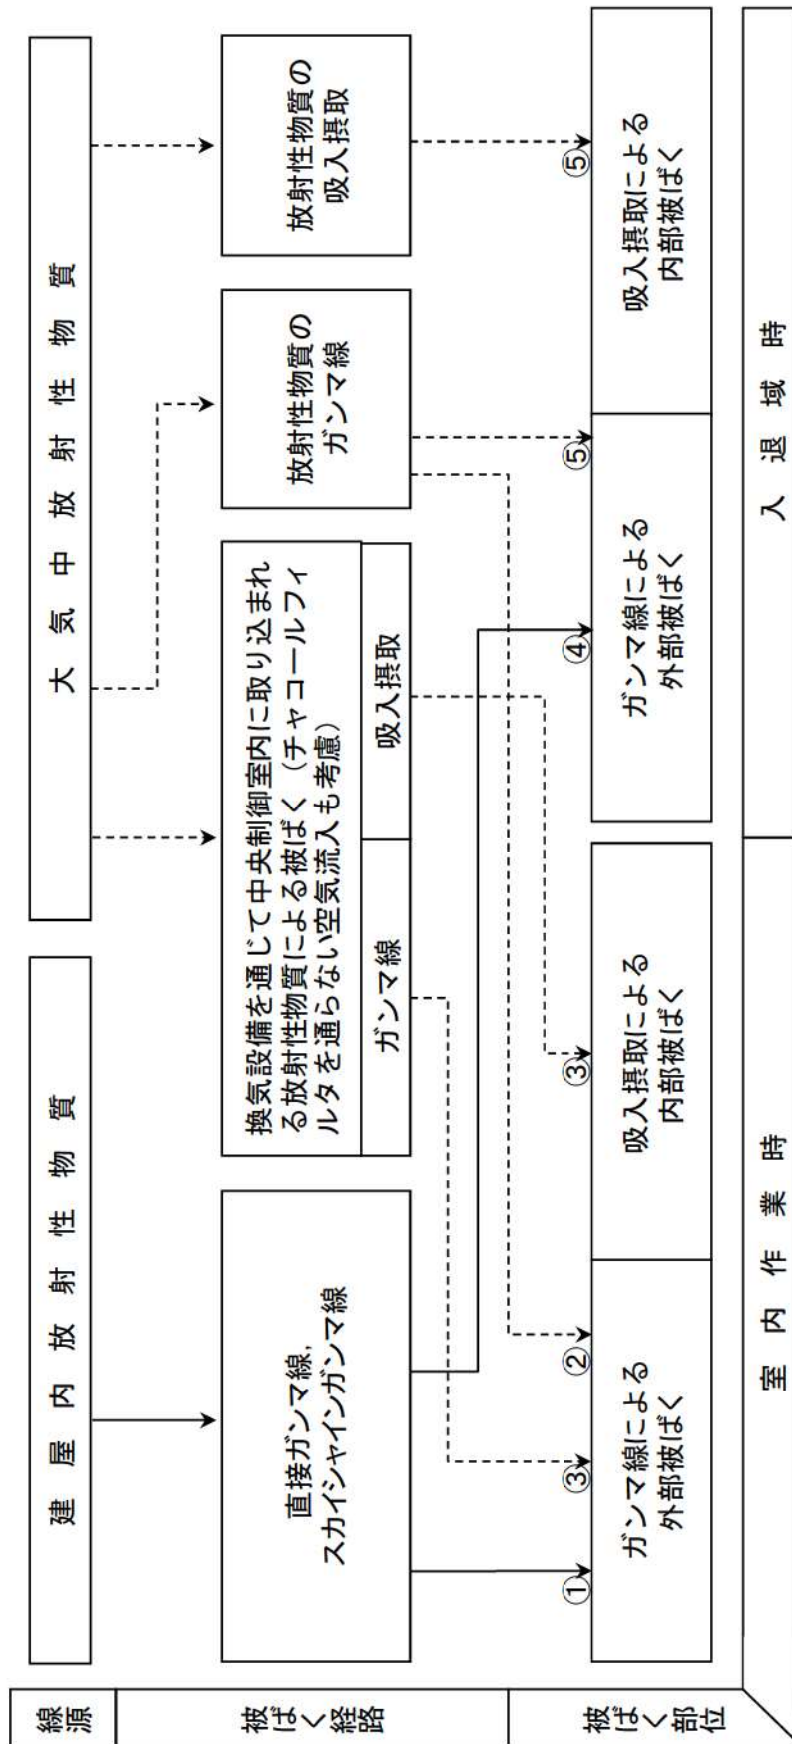 線源
建屋内放射性物質
大気中放射性物質
被ばく経路
直接ガンマ線,
スカイシャインガンマ線
換気設備を通じて中央制御室内に取り込まれ
る放射性物質による被ばく（チャコールフィ
ルタを通らない空気流入も考慮）
ガンマ線
吸入摂取
放射性物質の
ガンマ線
放射性物質の
吸入摂取
①
③
②
③
④
⑤
⑤
被ばく部位
ガンマ線による
外部被ばく
吸入摂取による
内部被ばく
ガンマ線による
外部被ばく
吸入摂取による
内部被ばく
室内作業時
入退域時